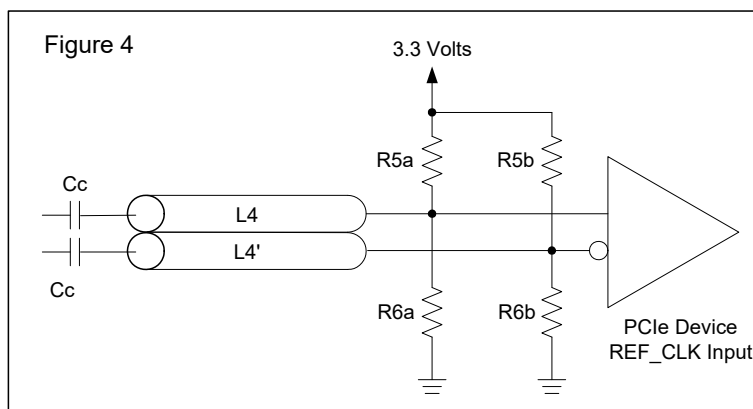 Figure 4
3.3 Volts
R5a
R5b
Cc
L4
L4'
Cc
R6a
R6b
PCIe Device
REF_CLK Input